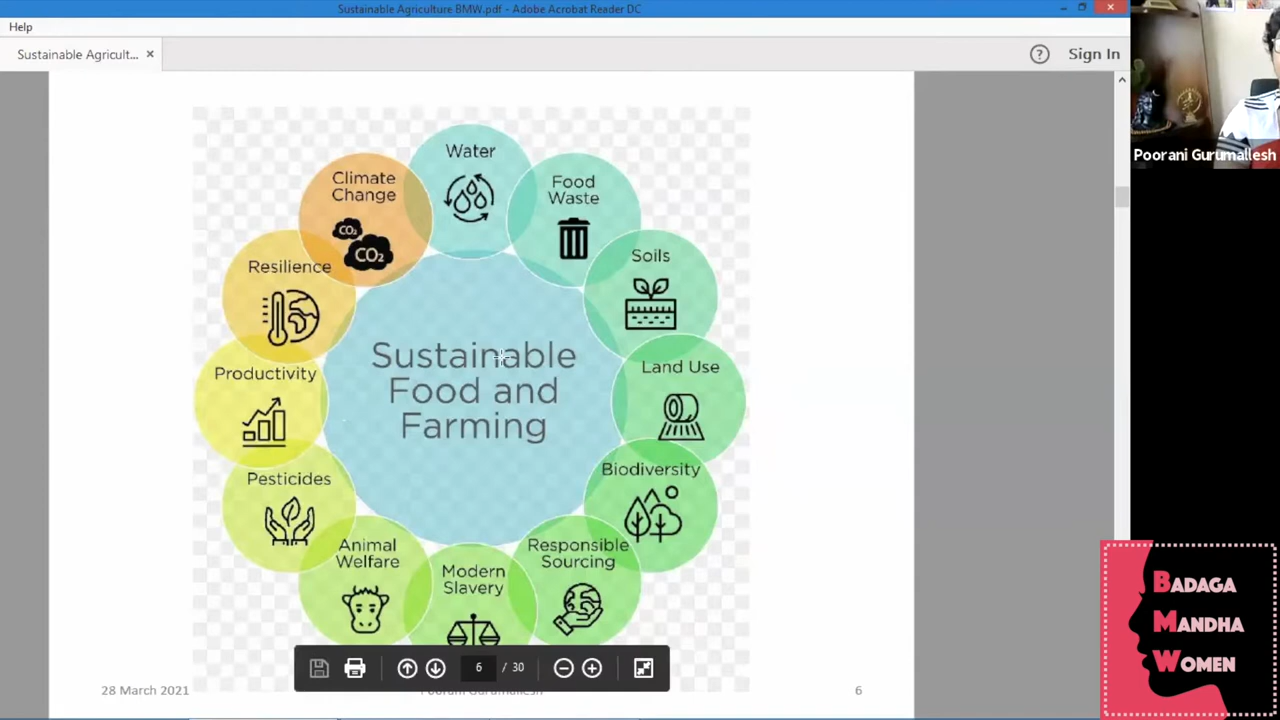 Sustainable Agriculture BMW.pdf - Adobe Acrobat Reader DC
Help
Sustainable Agricult...
Sign In
Poorani Gurumallesh
Water
Climate
Change
CO₂
CO₂
Food
Waste
Resilience
Soils
Sustainable
Food and
Farming
Productivity
Land Use
Pesticides
Biodiversity
Animal
Welfare
Modern
Slavery
Responsible
Sourcing
6 / 30
28 March 2021
Poorani Gurumallesh
6
BADAGA
MANDHA
WOMEN